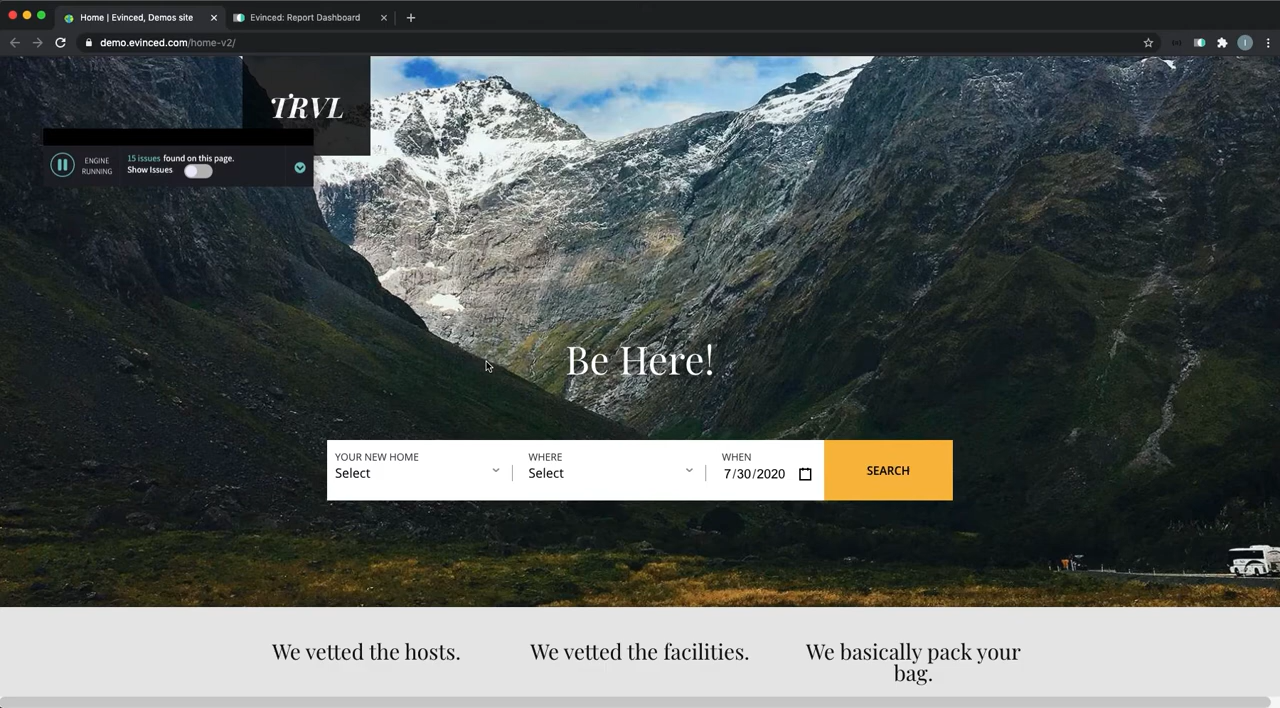 Home | Evinced, Demos site
Evinced: Report Dashboard
demo.evinced.com/home-v2/
TRVL
ENGINE
RUNNING
15 issues found on this page.
Show Issues
Be Here!
YOUR NEW HOME
Select
WHERE
Select
WHEN
7/30/2020
SEARCH
We vetted the hosts.
We vetted the facilities.
We basically pack your
bag.